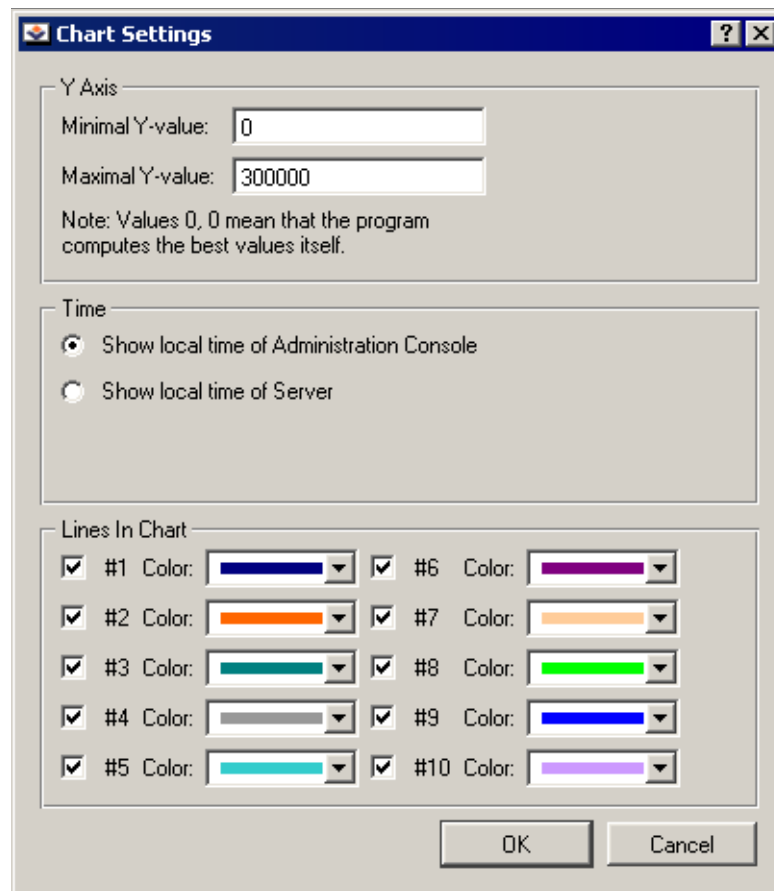 Chart Settings
Y Axis
Minimal Y-value: 0
Maximal Y-value: 300000
Note: Values 0, 0 mean that the program
computes the best values itself.
Time
Show local time of Administration Console
Show local time of Server
Lines In Chart
#1 Color: #6 Color:
#2 Color: #7 Color:
#3 Color: #8 Color:
#4 Color: #9 Color:
#5 Color: #10 Color:
OK Cancel